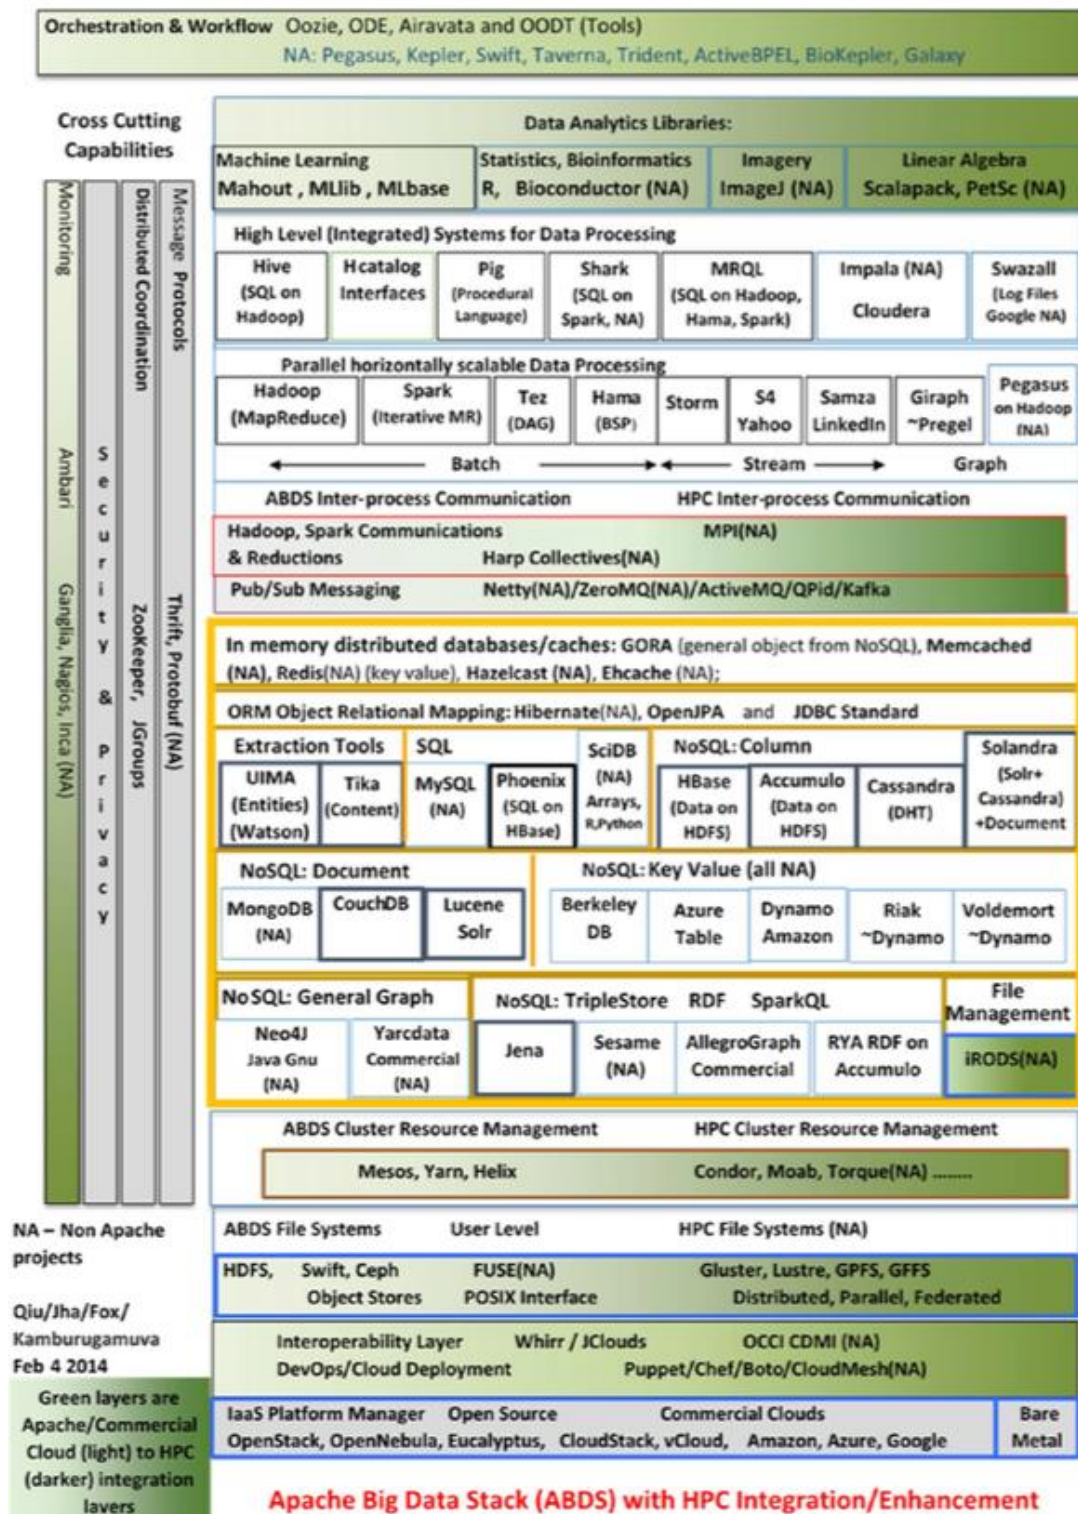 Orchestration & Workflow Oozie, ODE, Airavata and OODT (Tools)
NA: Pegasus, Kepler, Swift, Taverna, Trident, ActiveBPEL, BioKepler, Galaxy
Cross Cutting
Capabilities
Monitoring Ambari Ganglia, Nagios, Inca (NA)
Security & Privacy
Distributed Coordination ZooKeeper, JGroups
Message Protocols Thrift, Protobuf (NA)
Data Analytics Libraries:
Machine Learning
Mahout , MLlib , MLbase
Statistics, Bioinformatics
R, Bioconductor (NA)
Imagery
ImageJ (NA)
Linear Algebra
Scalapack, PetSc (NA)
High Level (Integrated) Systems for Data Processing
Hive
(SQL on
Hadoop)
Hcatalog
Interfaces
Pig
(Procedural
Language)
Shark
(SQL on
Spark, NA)
MRQL
(SQL on Hadoop,
Hama, Spark)
Impala (NA)
Cloudera
Swazall
(Log Files
Google NA)
Parallel horizontally scalable Data Processing
Hadoop
(MapReduce)
Spark
(Iterative MR)
Tez
(DAG)
Hama
(BSP)
Storm
S4
Yahoo
Samza
LinkedIn
Giraph
~Pregel
Pegasus
on Hadoop
(NA)
Batch Stream Graph
ABDS Inter-process Communication HPC Inter-process Communication
Hadoop, Spark Communications MPI(NA)
& Reductions Harp Collectives(NA)
Pub/Sub Messaging Netty(NA)/ZeroMQ(NA)/ActiveMQ/QPid/Kafka
In memory distributed databases/caches: GORA (general object from NoSQL), Memcached
(NA), Redis(NA) (key value), Hazelcast (NA), Ehcache (NA);
ORM Object Relational Mapping: Hibernate(NA), OpenJPA and JDBC Standard
Extraction Tools
UIMA
(Entities)
(Watson)
Tika
(Content)
SQL
MySQL
(NA)
Phoenix
(SQL on
HBase)
SciDB
(NA)
Arrays,
R,Python
NoSQL: Column
HBase
(Data on
HDFS)
Accumulo
(Data on
HDFS)
Cassandra
(DHT)
Solandra
(Solr+
Cassandra)
+Document
NoSQL: Document
MongoDB
(NA)
CouchDB
Lucene
Solr
NoSQL: Key Value (all NA)
Berkeley
DB
Azure
Table
Dynamo
Amazon
Riak
~Dynamo
Voldemort
~Dynamo
NoSQL: General Graph
Neo4J
Java Gnu
(NA)
Yarcdata
Commercial
(NA)
NoSQL: TripleStore RDF SparkQL
Jena
Sesame
(NA)
AllegroGraph
Commercial
RYA RDF on
Accumulo
File
Management
iRODS(NA)
ABDS Cluster Resource Management HPC Cluster Resource Management
Mesos, Yarn, Helix Condor, Moab, Torque(NA) ........
ABDS File Systems User Level HPC File Systems (NA)
HDFS, Swift, Ceph FUSE(NA) Gluster, Lustre, GPFS, GFFS
Object Stores POSIX Interface Distributed, Parallel, Federated
Interoperability Layer Whirr / JClouds OCCI CDMI (NA)
DevOps/Cloud Deployment Puppet/Chef/Boto/CloudMesh(NA)
IaaS Platform Manager Open Source Commercial Clouds
OpenStack, OpenNebula, Eucalyptus, CloudStack, vCloud, Amazon, Azure, Google
Bare
Metal
NA – Non Apache
projects
Qiu/Jha/Fox/
Kamburugamuva
Feb 4 2014
Green layers are
Apache/Commercial
Cloud (light) to HPC
(darker) integration
layers
Apache Big Data Stack (ABDS) with HPC Integration/Enhancement